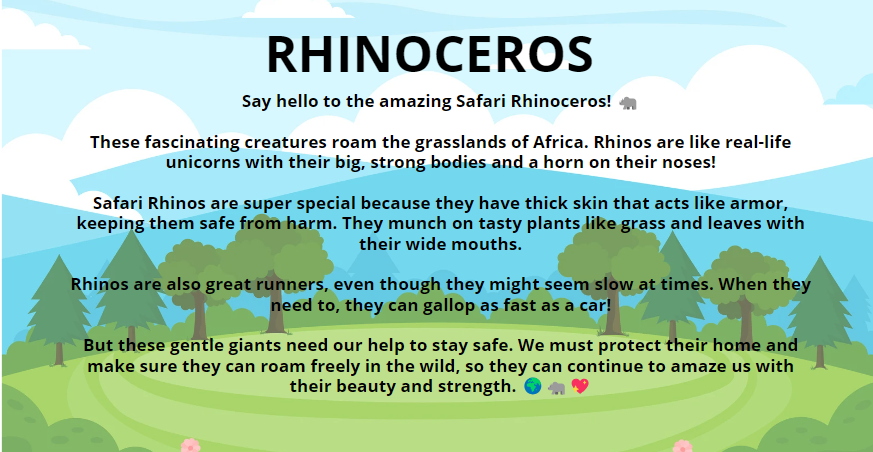 RHINOCEROS
Say hello to the amazing Safari Rhinoceros! 🦏
These fascinating creatures roam the grasslands of Africa. Rhinos are like real-life
unicorns with their big, strong bodies and a horn on their noses!
Safari Rhinos are super special because they have thick skin that acts like armor,
keeping them safe from harm. They munch on tasty plants like grass and leaves with
their wide mouths.
Rhinos are also great runners, even though they might seem slow at times. When they
need to, they can gallop as fast as a car!
But these gentle giants need our help to stay safe. We must protect their home and
make sure they can roam freely in the wild, so they can continue to amaze us with
their beauty and strength. 🌍 🦏 💖